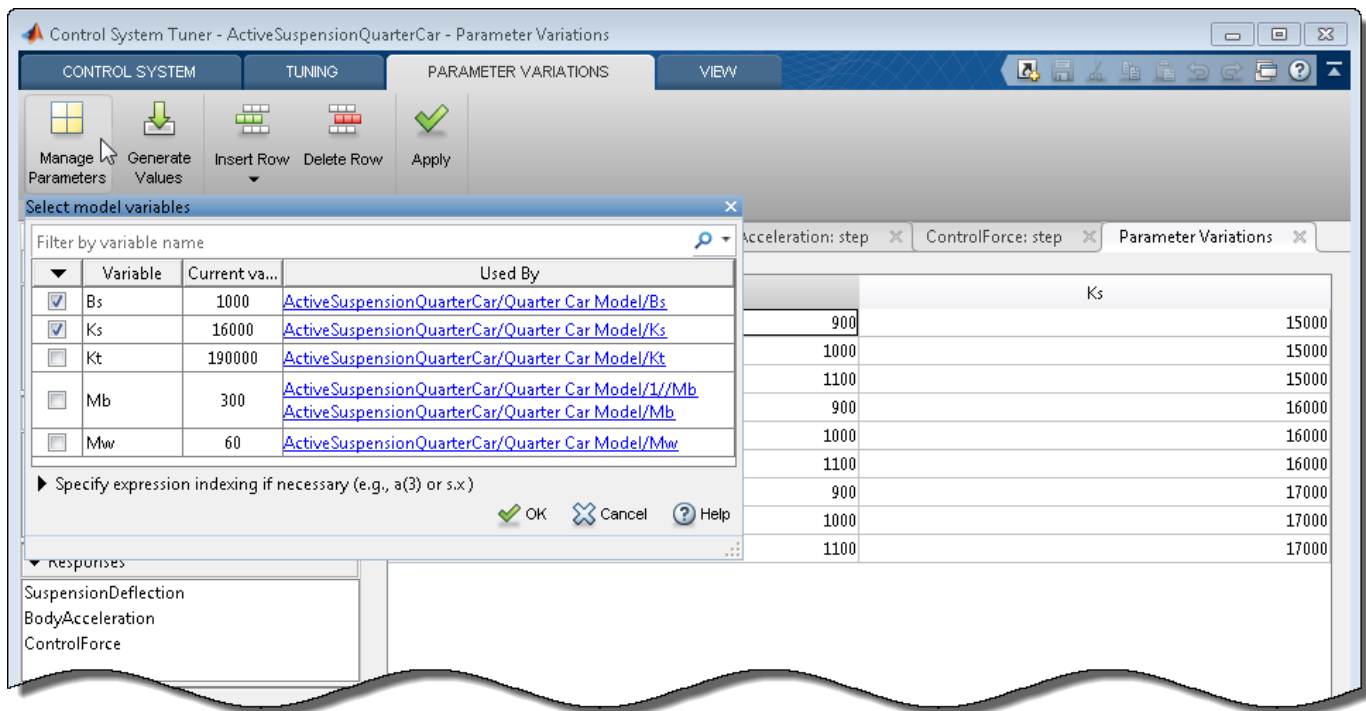 Control System Tuner - ActiveSuspensionQuarterCar - Parameter Variations
CONTROL SYSTEM TUNING PARAMETER VARIATIONS VIEW
Manage Parameters
Generate Values
Insert Row
Delete Row
Apply
Select model variables
Filter by variable name
Variable Current va... Used By
Bs 1000 ActiveSuspensionQuarterCar/Quarter Car Model/Bs
Ks 16000 ActiveSuspensionQuarterCar/Quarter Car Model/Ks
Kt 190000 ActiveSuspensionQuarterCar/Quarter Car Model/Kt
Mb 300 ActiveSuspensionQuarterCar/Quarter Car Model/1//Mb
ActiveSuspensionQuarterCar/Quarter Car Model/Mb
Mw 60 ActiveSuspensionQuarterCar/Quarter Car Model/Mw
Specify expression indexing if necessary (e.g., a(3) or s.x )
OK Cancel Help
Acceleration: step ControlForce: step Parameter Variations
Ks
900 15000
1000 15000
1100 15000
900 16000
1000 16000
1100 16000
900 17000
1000 17000
1100 17000
Responses
SuspensionDeflection
BodyAcceleration
ControlForce